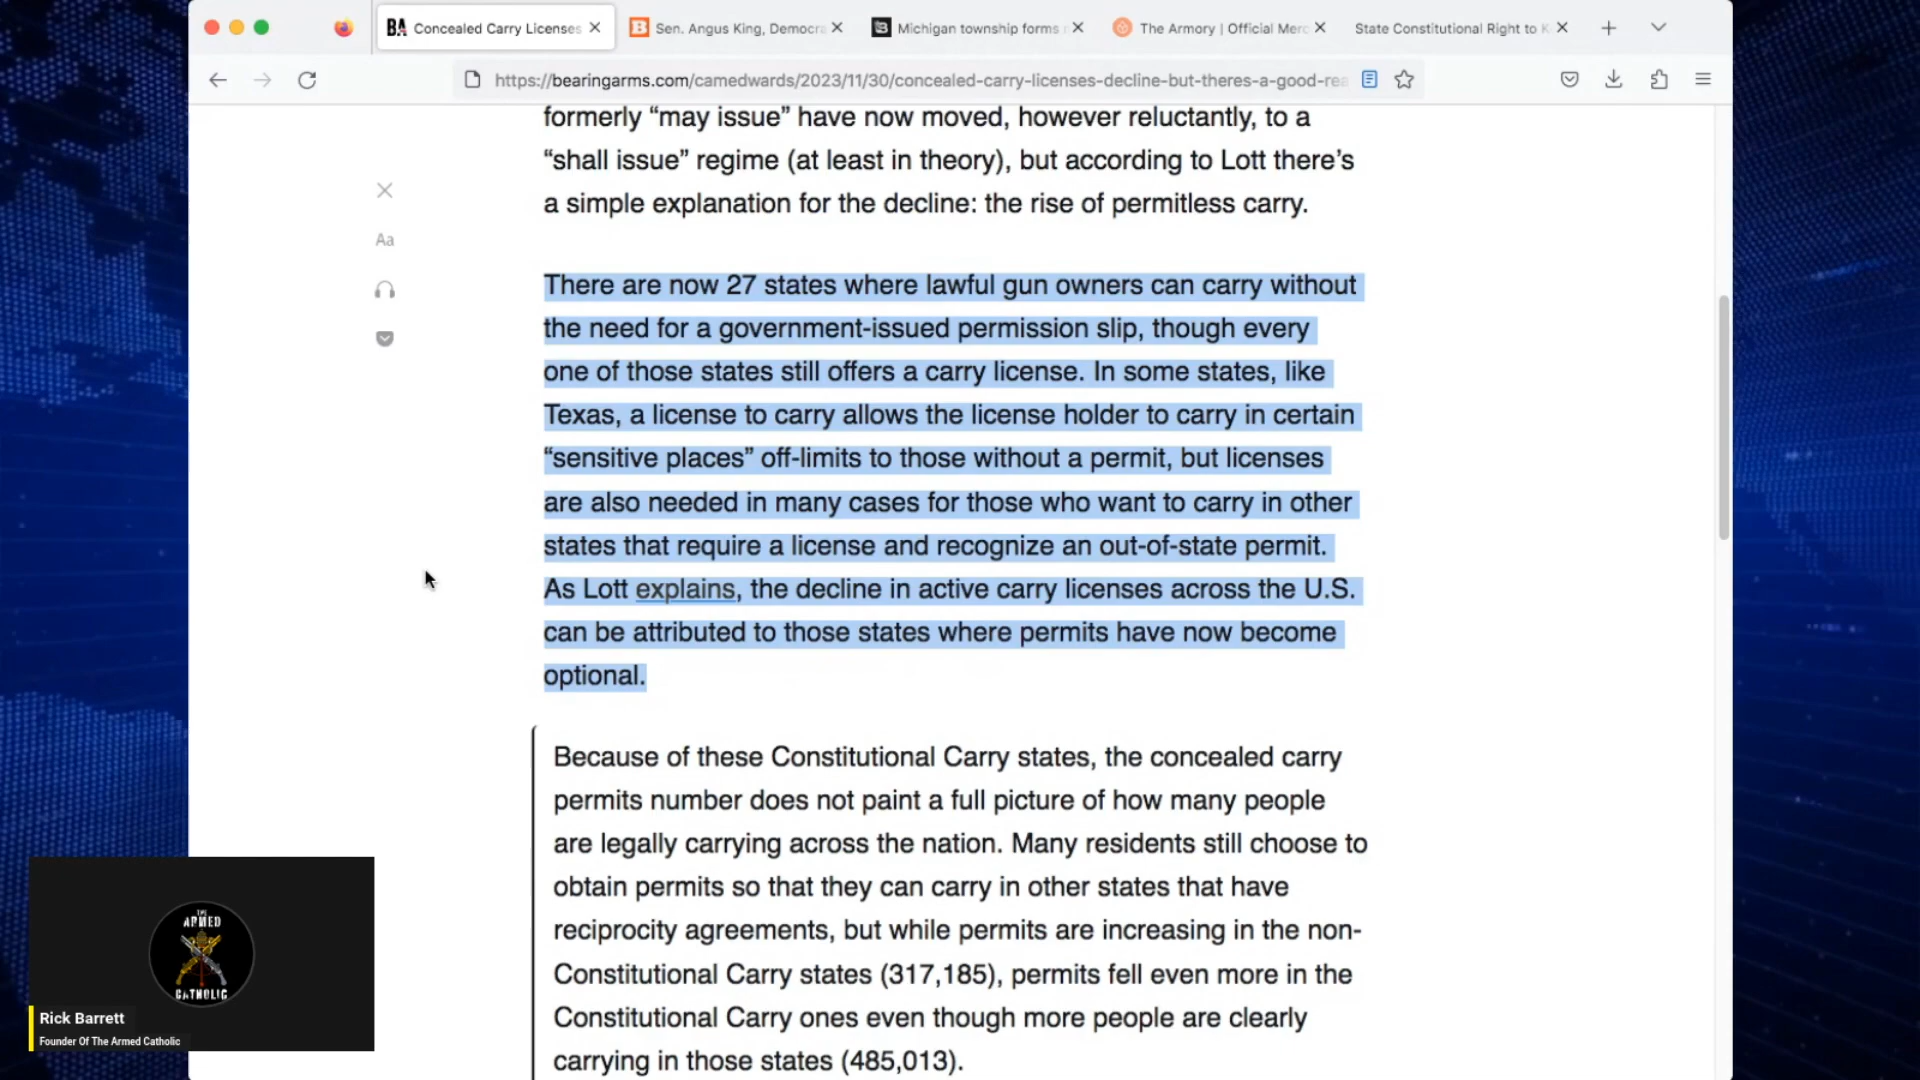 BA Concealed Carry Licenses
Sen. Angus King, Democra
Michigan township forms
The Armory | Official Merc
State Constitutional Right to K
https://bearingarms.com/camedwards/2023/11/30/concealed-carry-licenses-decline-but-theres-a-good-rea
formerly “may issue” have now moved, however reluctantly, to a
“shall issue” regime (at least in theory), but according to Lott there’s
a simple explanation for the decline: the rise of permitless carry.
Aa
There are now 27 states where lawful gun owners can carry without
the need for a government-issued permission slip, though every
one of those states still offers a carry license. In some states, like
Texas, a license to carry allows the license holder to carry in certain
“sensitive places” off-limits to those without a permit, but licenses
are also needed in many cases for those who want to carry in other
states that require a license and recognize an out-of-state permit.
As Lott explains, the decline in active carry licenses across the U.S.
can be attributed to those states where permits have now become
optional.
Because of these Constitutional Carry states, the concealed carry
permits number does not paint a full picture of how many people
are legally carrying across the nation. Many residents still choose to
obtain permits so that they can carry in other states that have
reciprocity agreements, but while permits are increasing in the non-
Constitutional Carry states (317,185), permits fell even more in the
Constitutional Carry ones even though more people are clearly
carrying in those states (485,013).
THE
ARMED
CATHOLIC
Rick Barrett
Founder Of The Armed Catholic